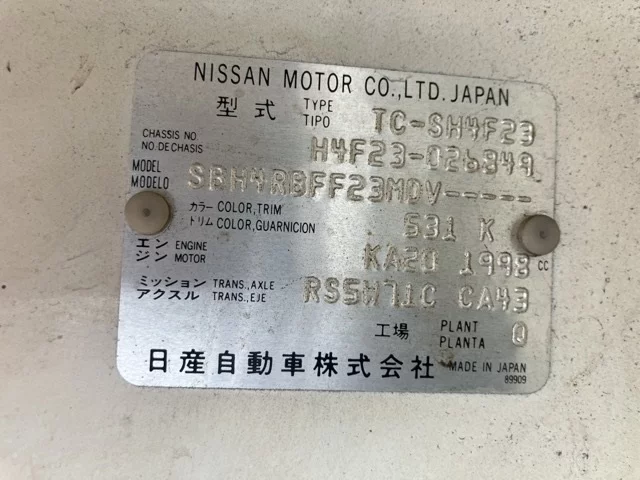 NISSAN MOTOR CO.,LTD. JAPAN
型式 TYPE TIPO TC-SH4F23
CHASSIS NO NO. DE CHASIS H4F23-026849
MODEL MODELO SBH4RBFF23MDV-----
カラー COLOR,TRIM トリム COLOR,GUARNICION 531 K
エンジン ENGINE MOTOR KA20 1998 CC
ミッション TRANS.,AXLE アクスル TRANS.,EJE RS5H71C CA43
工場 PLANT PLANTA 0
日産自動車株式会社 MADE IN JAPAN
89909